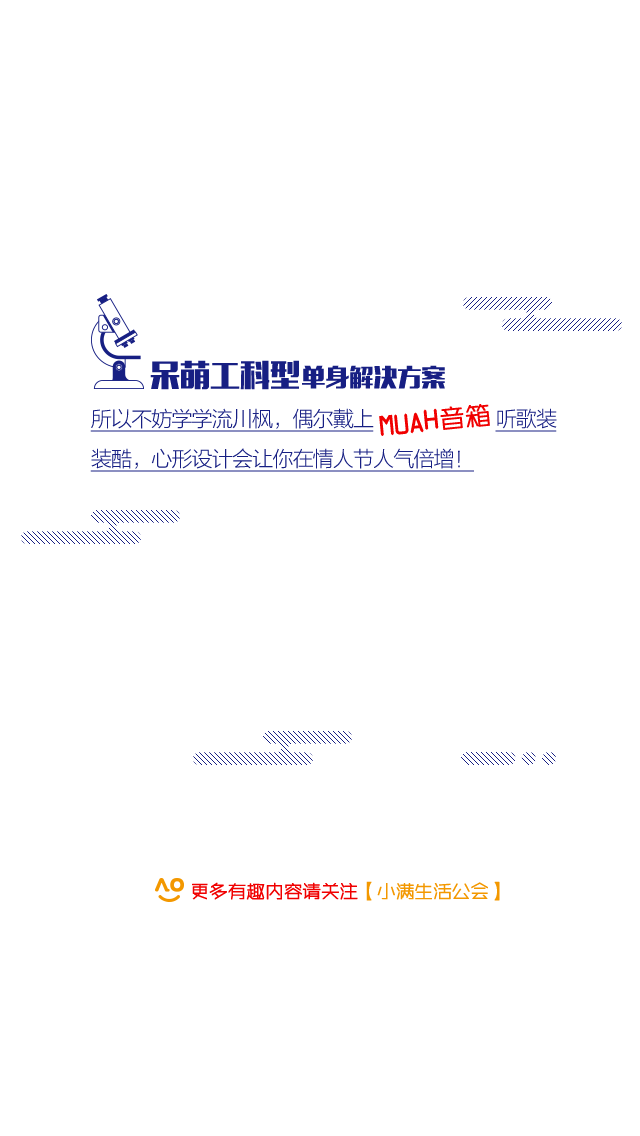 呆萌工科型单身解决方案
所以不妨学学流川枫，偶尔戴上 MUAH音箱 听歌装
装酷，心形设计会让你在情人节人气倍增！
更多有趣内容请关注【小满生活公会】